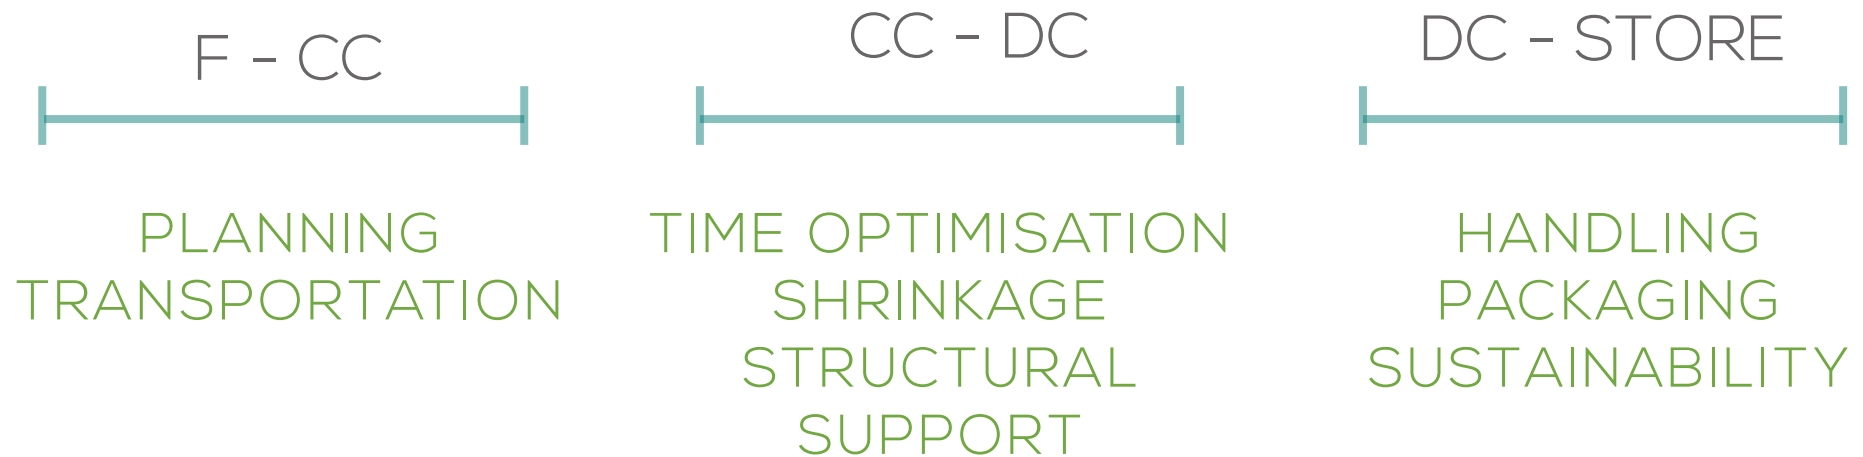 F - CC
PLANNING
TRANSPORTATION
CC - DC
TIME OPTIMISATION
SHRINKAGE
STRUCTURAL
SUPPORT
DC - STORE
HANDLING
PACKAGING
SUSTAINABILITY